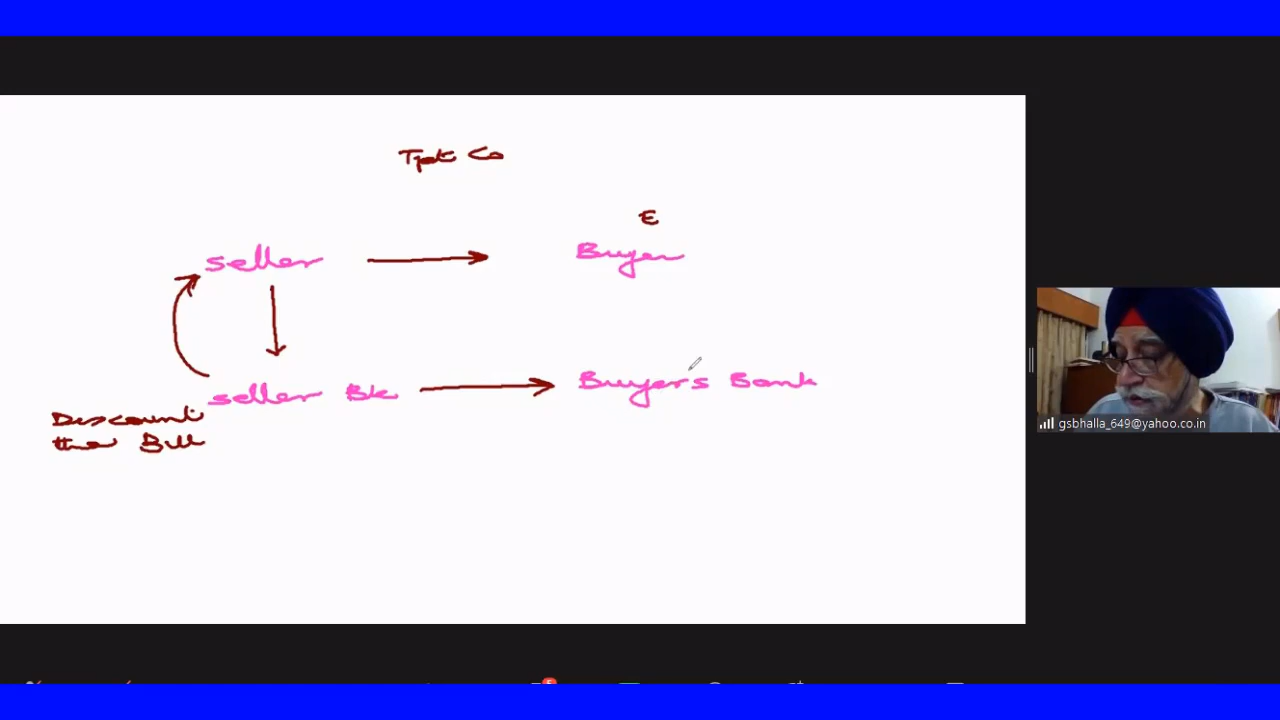 Tpt Co
E
seller Buyer
seller Bk Buyer's Bank
Discount
the Bill
gsbhalla_649@yahoo.co.in